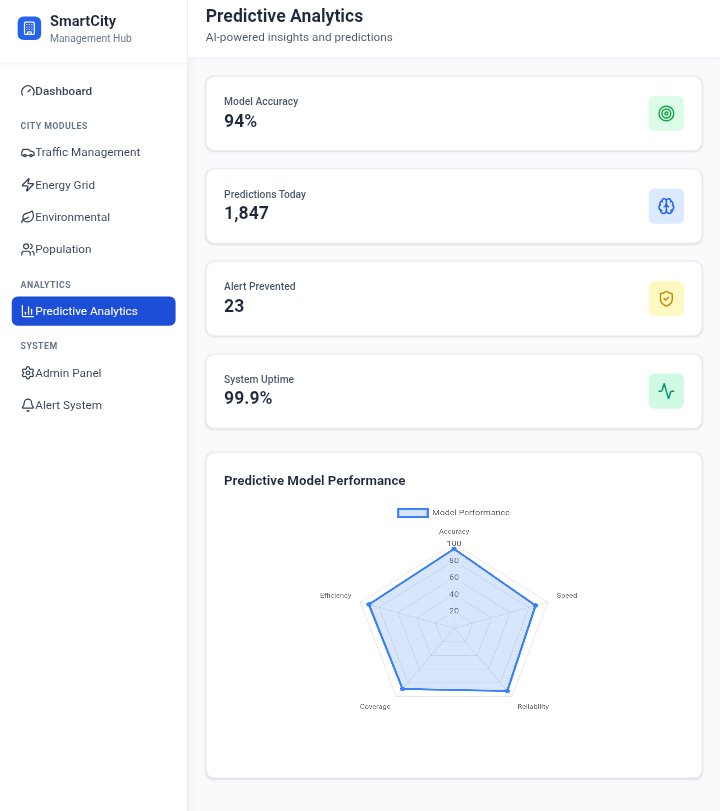 SmartCity
Management Hub
Dashboard
CITY MODULES
Traffic Management
Energy Grid
Environmental
Population
ANALYTICS
Predictive Analytics
SYSTEM
Admin Panel
Alert System
Predictive Analytics
AI-powered insights and predictions
Model Accuracy
94%
Predictions Today
1,847
Alert Prevented
23
System Uptime
99.9%
Predictive Model Performance
Model Performance
Accuracy
100
80
60
40
20
Efficiency
Speed
Coverage
Reliability